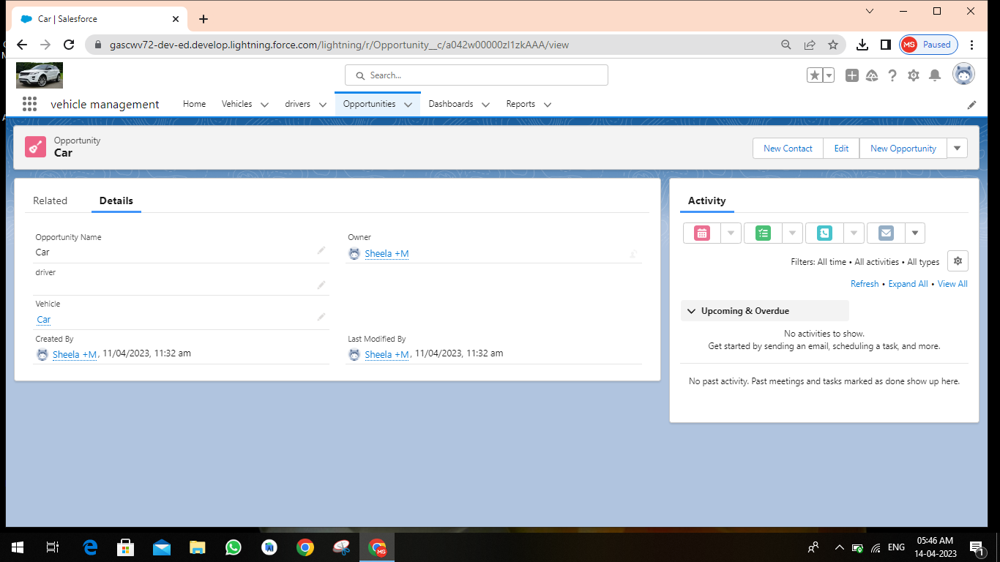 Car | Salesforce
gascwv72-dev-ed.develop.lightning.force.com/lightning/r/Opportunity__c/a042w00000zI1zkAAA/view
MS Paused
Search...
vehicle management Home Vehicles drivers Opportunities Dashboards Reports
Opportunity
Car
New Contact Edit New Opportunity
Related Details
Activity
Opportunity Name
Car
Owner
Sheela +M
driver
Vehicle
Car
Created By
Sheela +M, 11/04/2023, 11:32 am
Last Modified By
Sheela +M, 11/04/2023, 11:32 am
Filters: All time • All activities • All types
Refresh • Expand All • View All
Upcoming & Overdue
No activities to show.
Get started by sending an email, scheduling a task, and more.
No past activity. Past meetings and tasks marked as done show up here.
MS
ENG
05:46 AM
14-04-2023
1